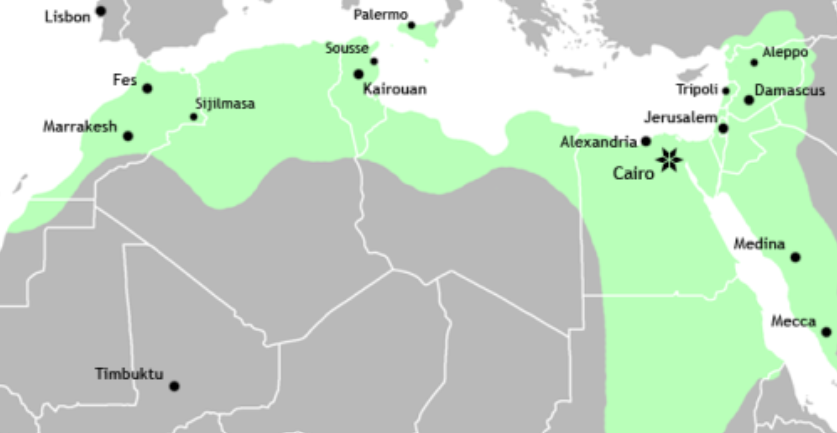 Lisbon
Palermo
Sousse
Aleppo
Fes
Kairouan
Tripoli
Damascus
Sijilmasa
Jerusalem
Marrakesh
Alexandria
Cairo
Medina
Mecca
Timbuktu